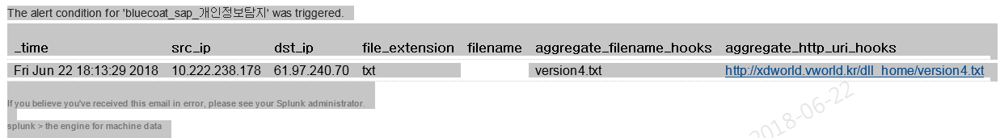 The alert condition for 'bluecoat_sap_개인정보탐지' was triggered.
_time src_ip dst_ip file_extension filename aggregate_filename_hooks aggregate_http_uri_hooks
Fri Jun 22 18:13:29 2018 10.222.238.178 61.97.240.70 txt version4.txt http://xdworld.vworld.kr/dll_home/version4.txt
If you believe you've received this email in error, please see your Splunk administrator.
splunk > the engine for machine data
2018-06-22